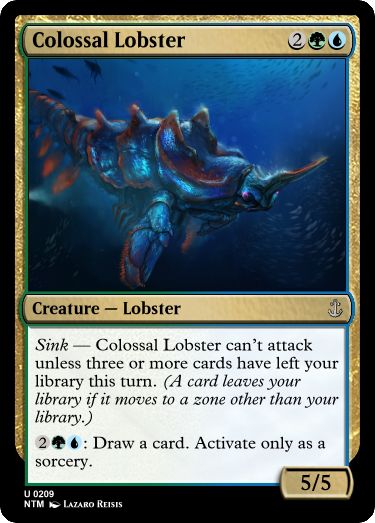 Colossal Lobster 2
Creature — Lobster
Sink — Colossal Lobster can't attack
unless three or more cards have left your
library this turn. (A card leaves your
library if it moves to a zone other than your
library.)
2: Draw a card. Activate only as a
sorcery.
5/5
U 0209
NTM Lazaro Reisis